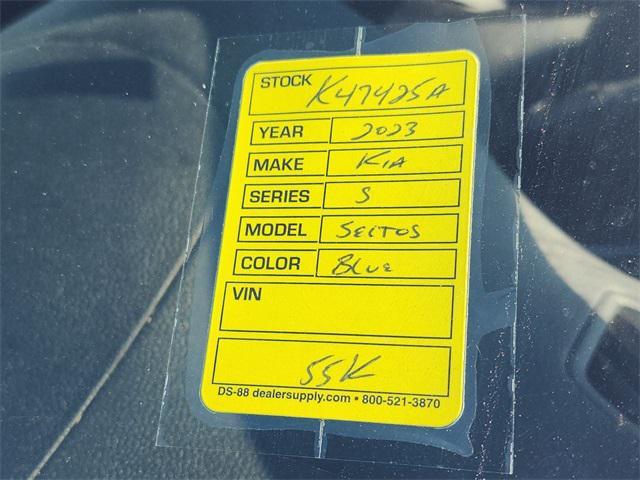 STOCK K47425A
YEAR 2023
MAKE KIA
SERIES S
MODEL SELTOS
COLOR BLUE
VIN
55K
DS-88 dealersupply.com • 800-521-3870